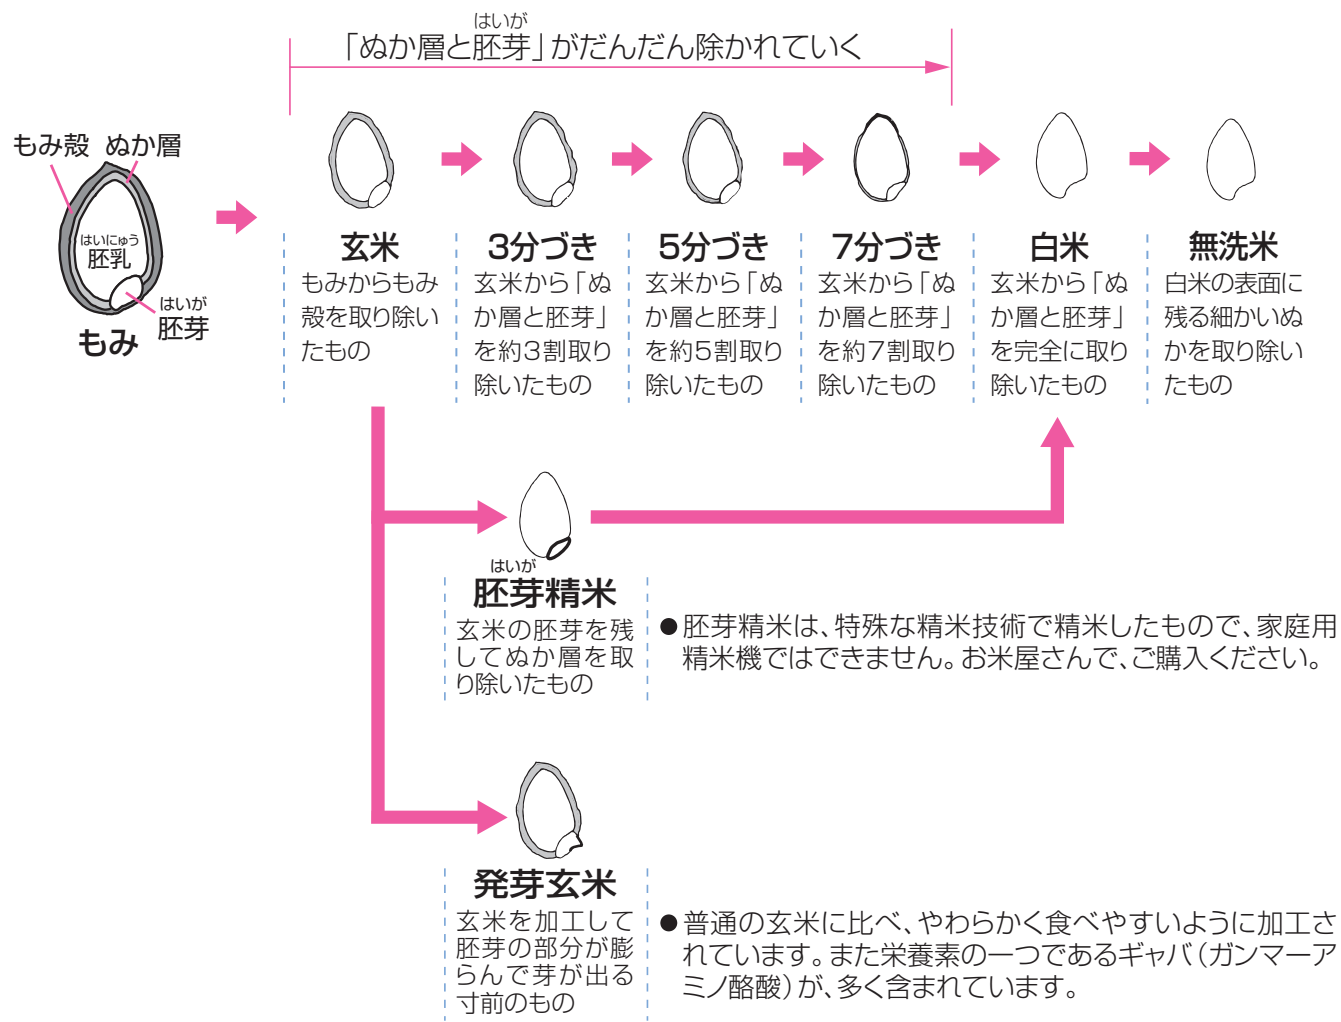 はいが
「ぬか層と胚芽」がだんだん除かれていく
もみ殻 ぬか層
はいにゅう
胚乳
はいが
胚芽
もみ
玄米
もみからもみ
殻を取り除い
たもの
3分づき
玄米から「ぬ
か層と胚芽」
を約3割取り
除いたもの
5分づき
玄米から「ぬ
か層と胚芽」
を約5割取り
除いたもの
7分づき
玄米から「ぬ
か層と胚芽」
を約7割取り
除いたもの
白米
玄米から「ぬ
か層と胚芽」
を完全に取り
除いたもの
無洗米
白米の表面に
残る細かいぬ
かを取り除い
たもの
はいが
胚芽精米
玄米の胚芽を残
してぬか層を取
り除いたもの
●胚芽精米は、特殊な精米技術で精米したもので、家庭用
精米機ではできません。お米屋さんで、ご購入ください。
発芽玄米
玄米を加工して
胚芽の部分が膨
らんで芽が出る
寸前のもの
●普通の玄米に比べ、やわらかく食べやすいように加工さ
れています。また栄養素の一つであるギャバ(ガンマーア
ミノ酪酸)が、多く含まれています。